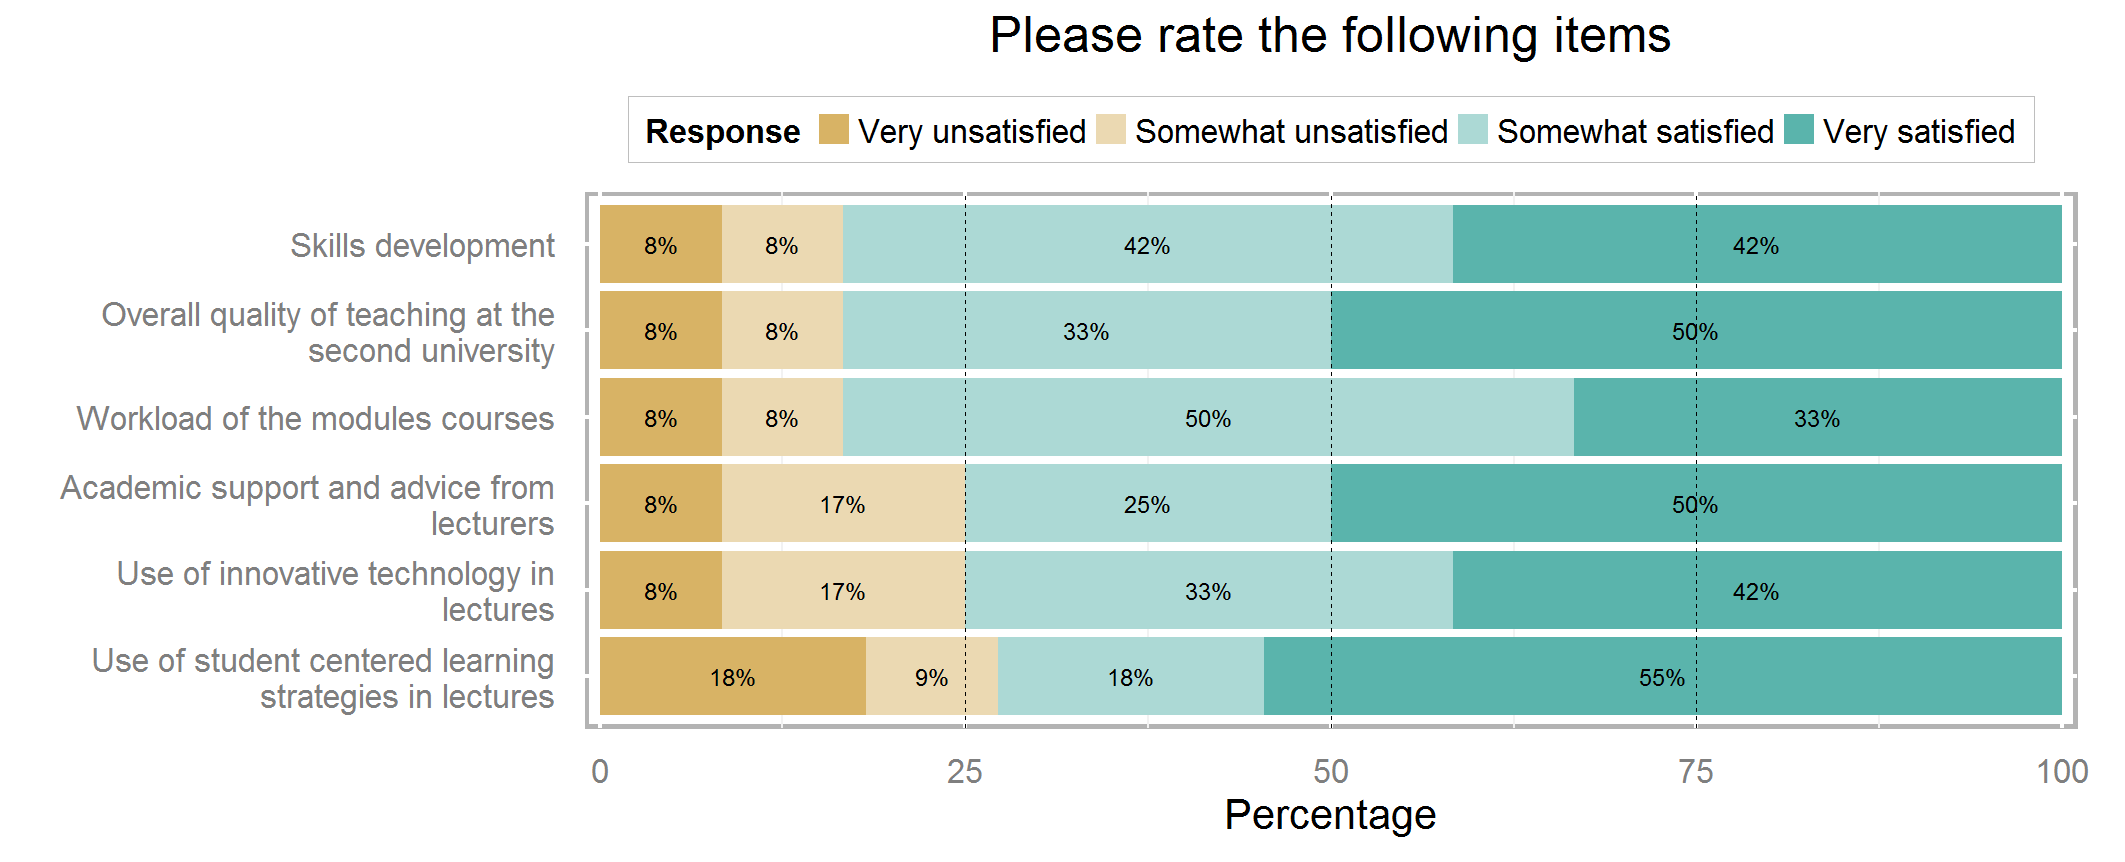 Please rate the following items
Response Very unsatisfied Somewhat unsatisfied Somewhat satisfied Very satisfied
Skills development 8% 8% 42% 42%
Overall quality of teaching at the
second university
8% 8% 33% 50%
Workload of the modules courses 8% 8% 50% 33%
Academic support and advice from
lecturers
8% 17% 25% 50%
Use of innovative technology in
lectures
8% 17% 33% 42%
Use of student centered learning
strategies in lectures
18% 9% 18% 55%
0 25 50 75 100
Percentage